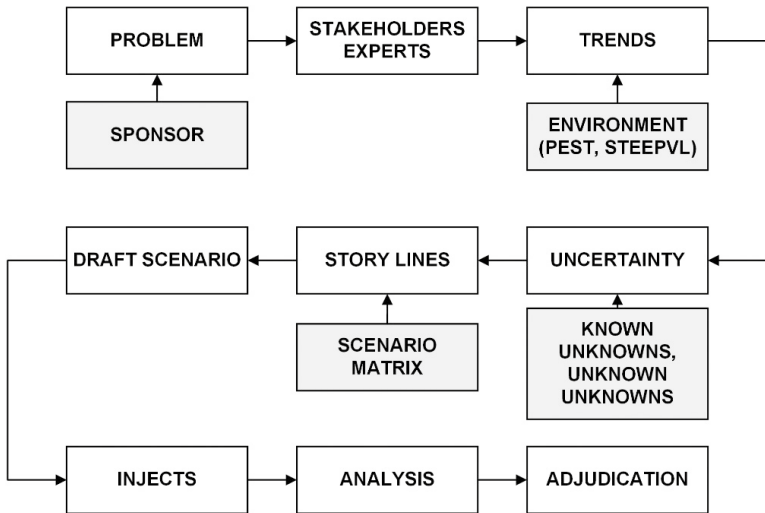 PROBLEM
STAKEHOLDERS
EXPERTS
TRENDS
SPONSOR
ENVIRONMENT
(PEST, STEEPVL)
DRAFT SCENARIO
STORY LINES
UNCERTAINTY
SCENARIO
MATRIX
KNOWN
UNKNOWNS,
UNKNOWN
UNKNOWNS
INJECTS
ANALYSIS
ADJUDICATION